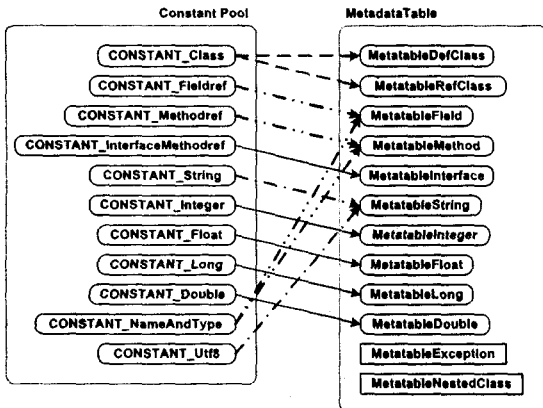 Constant Pool
MetadataTable
CONSTANT_Class
CONSTANT_Fieldref
CONSTANT_Methodref
CONSTANT_InterfaceMethodref
CONSTANT_String
CONSTANT_Integer
CONSTANT_Float
CONSTANT_Long
CONSTANT_Double
CONSTANT_NameAndType
CONSTANT_Utf8
MetatableDefClass
MetatableRefClass
MetatableField
MetatableMethod
MetatableInterface
MetatableString
MetatableInteger
MetatableFloat
MetatableLong
MetatableDouble
MetatableException
MetatableNestedClass